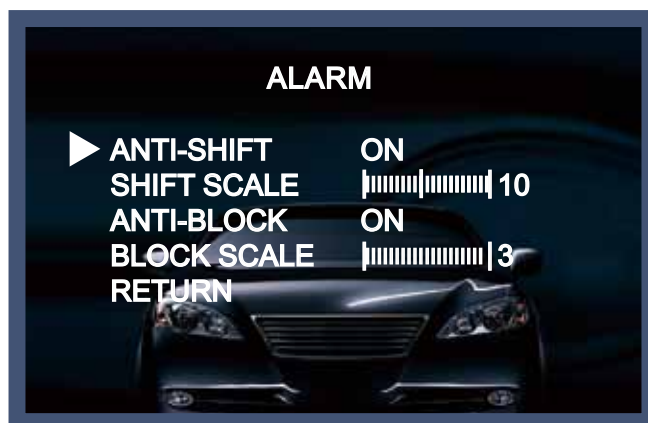 ALARM
ANTI-SHIFT ON
SHIFT SCALE 10
ANTI-BLOCK ON
BLOCK SCALE 3
RETURN